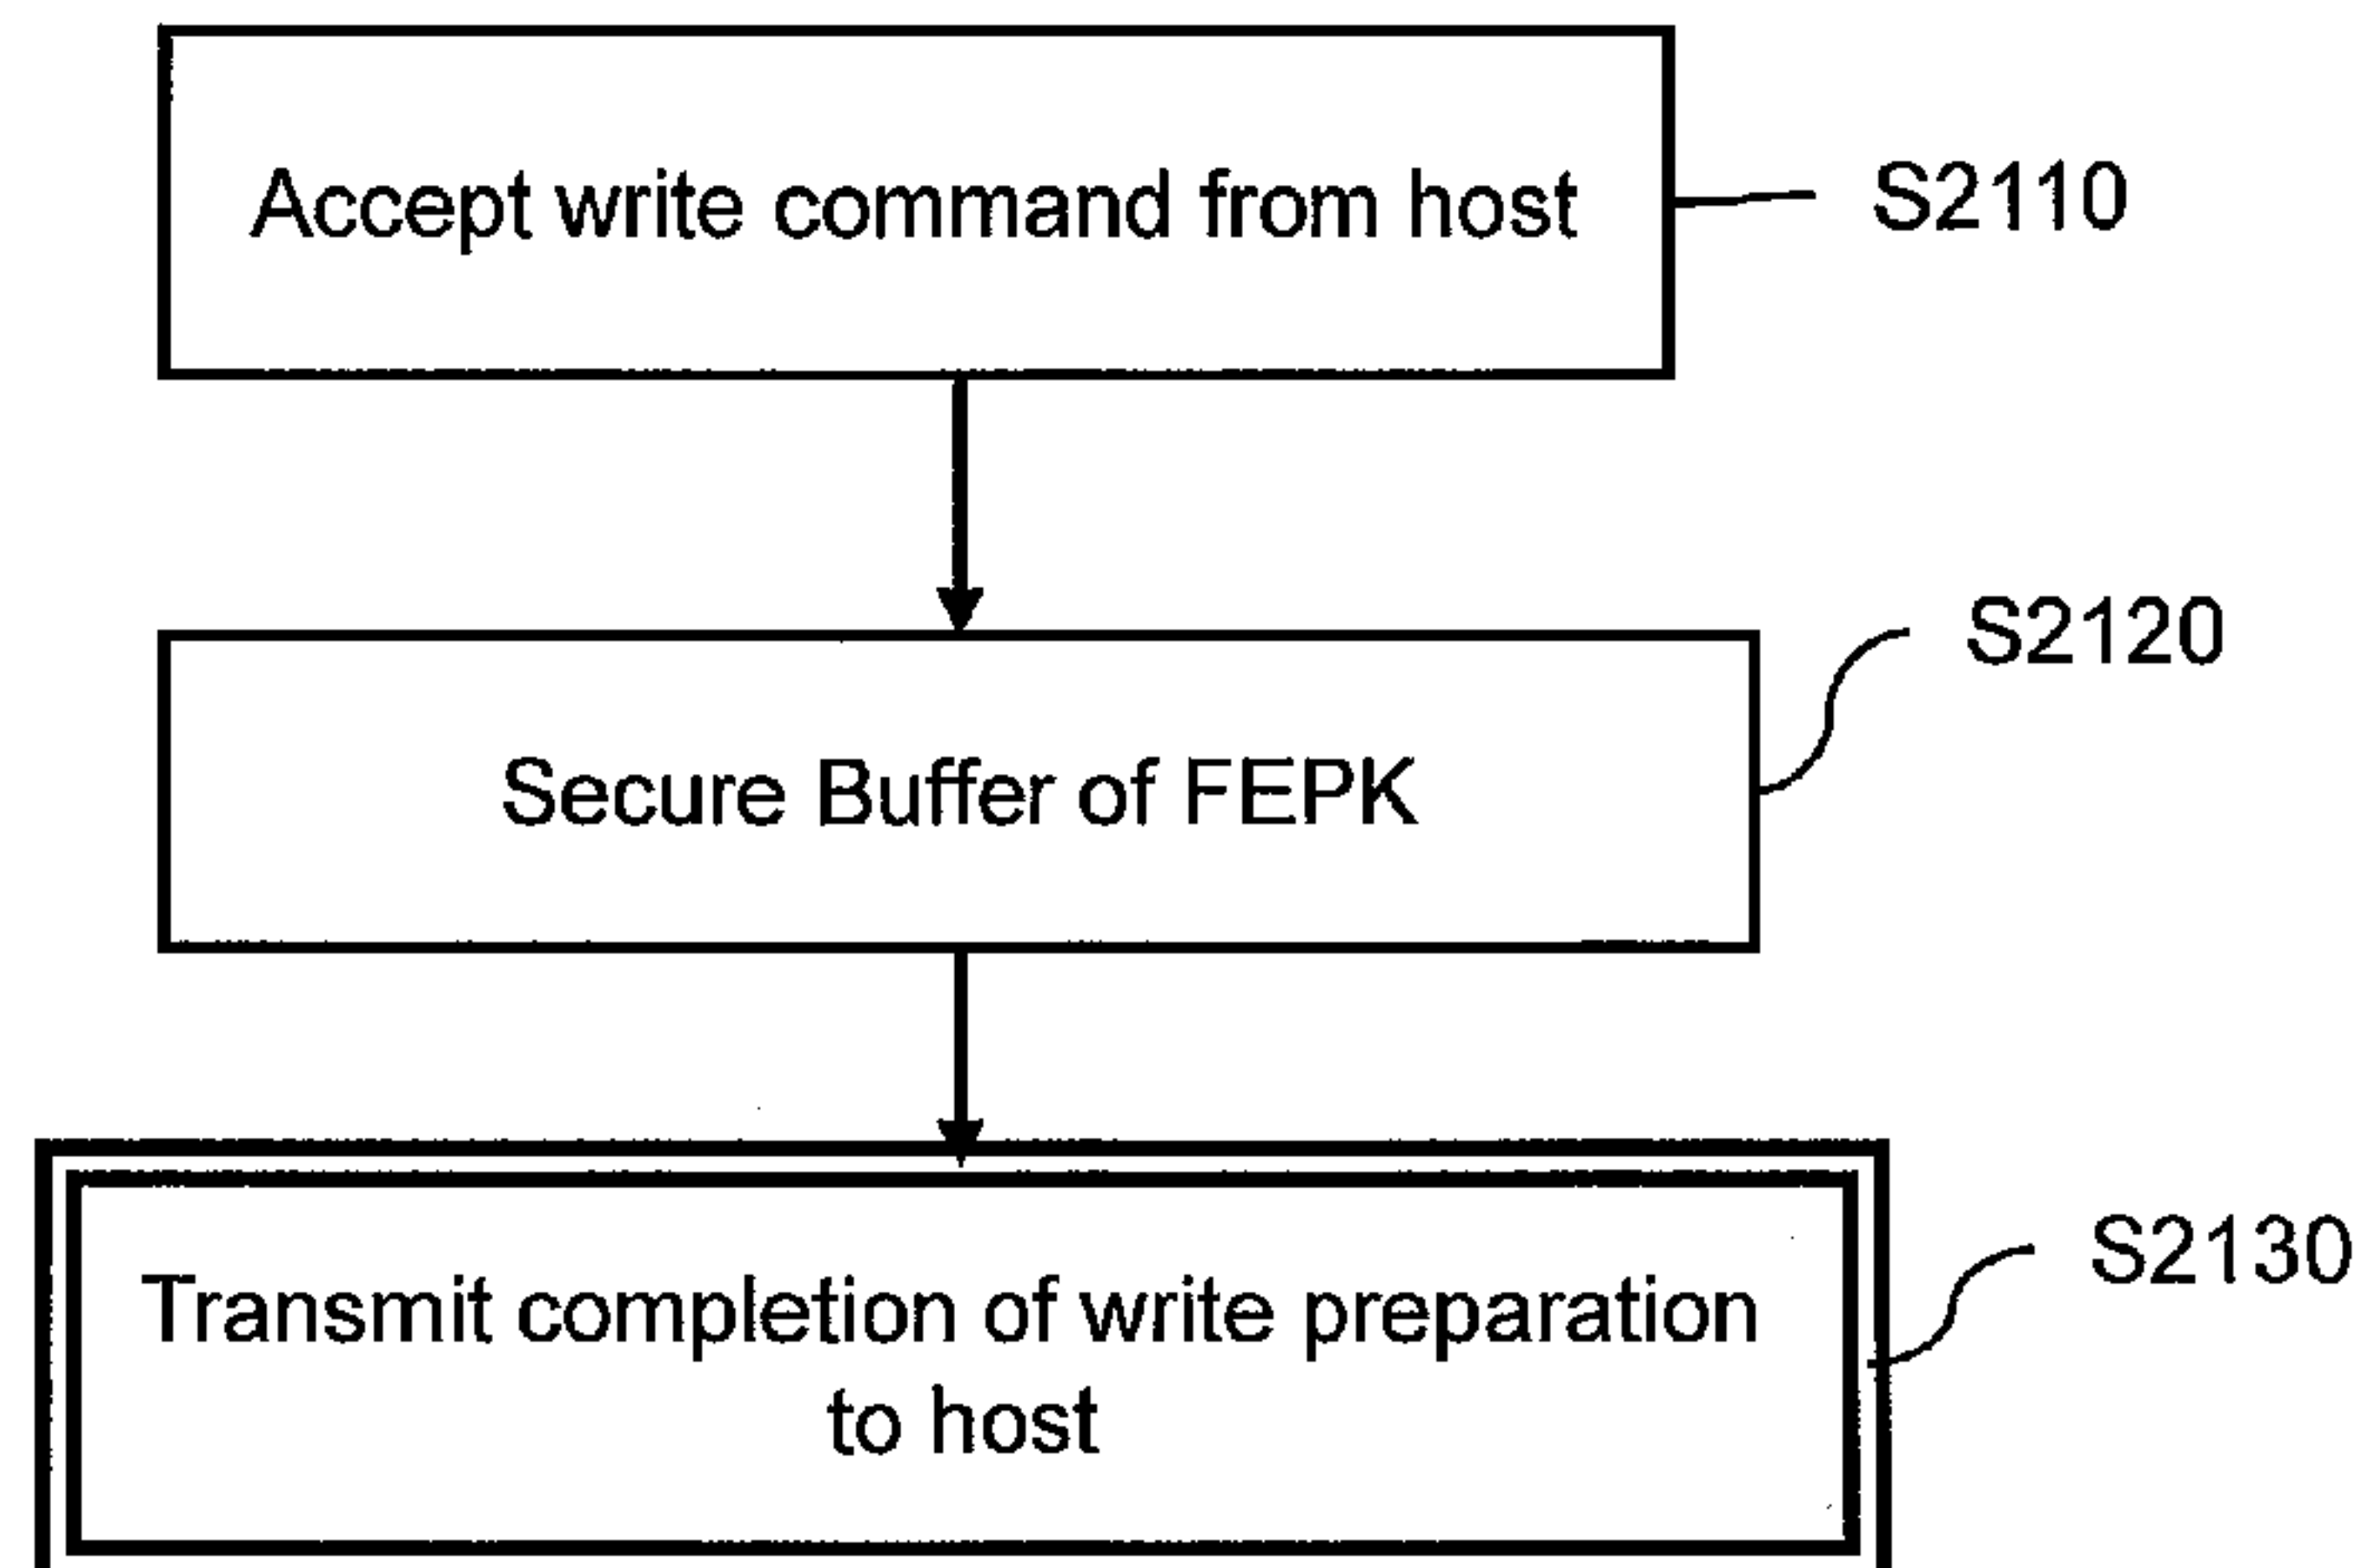 Accept write command from host
S2110
S2120
Secure Buffer of FEPK
S2130
Transmit completion of write preparation
to host